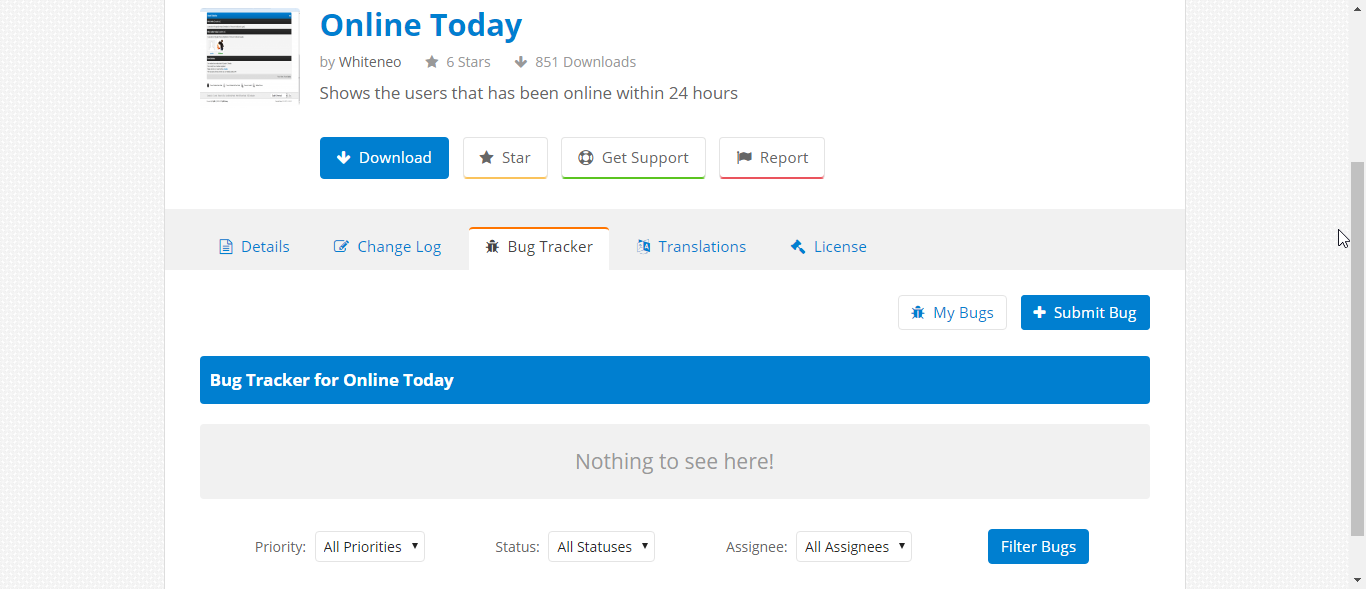 Online Today
by Whiteneo 6 Stars 851 Downloads
Shows the users that has been online within 24 hours
Download Star Get Support Report
Details Change Log Bug Tracker Translations License
My Bugs Submit Bug
Bug Tracker for Online Today
Nothing to see here!
Priority: All Priorities Status: All Statuses Assignee: All Assignees Filter Bugs